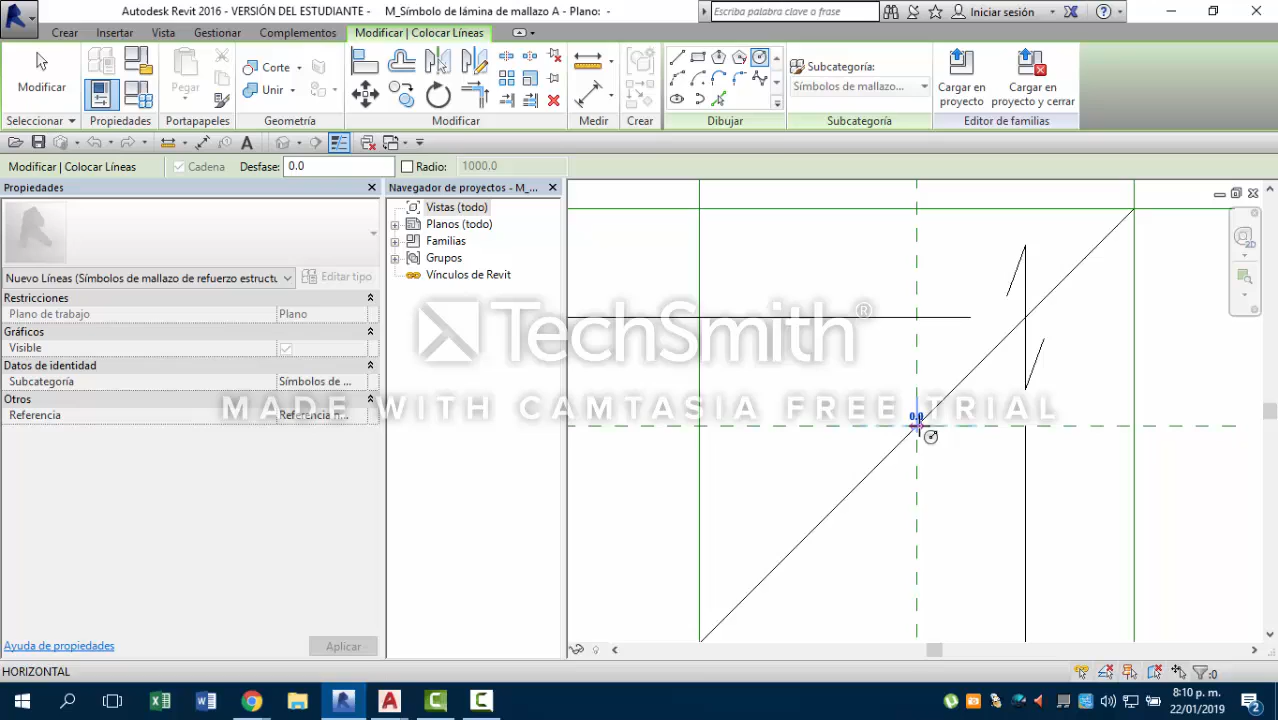 Autodesk Revit 2016 - VERSIÓN DEL ESTUDIANTE - M_Símbolo de lámina de mallazo A - Plano: - Escriba palabra clave o frase Iniciar sesión
Crear Insertar Vista Gestionar Complementos Modificar | Colocar Líneas
Modificar Pegar Corte Unir Subcategoría: Símbolos de mallazo... Cargar en proyecto Cargar en proyecto y cerrar
Seleccionar Propiedades Portapapeles Geometría Modificar Medir Crear Dibujar Subcategoría Editor de familias
Modificar | Colocar Líneas Cadena Desfase: 0.0 Radio: 1000.0
Propiedades
Nuevo Líneas (Símbolos de mallazo de refuerzo estructu Editar tipo
Restricciones
Plano de trabajo Plano
Gráficos
Visible
Datos de identidad
Subcategoría Símbolos de ...
Otros
Referencia Referencia n...
Ayuda de propiedades Aplicar
Navegador de proyectos - M_...
Vistas (todo)
Planos (todo)
Familias
Grupos
Vínculos de Revit
TechSmith®
MADE WITH CAMTASIA FREE TRIAL
0.0
HORIZONTAL
:0
8:10 p. m.
22/01/2019
2